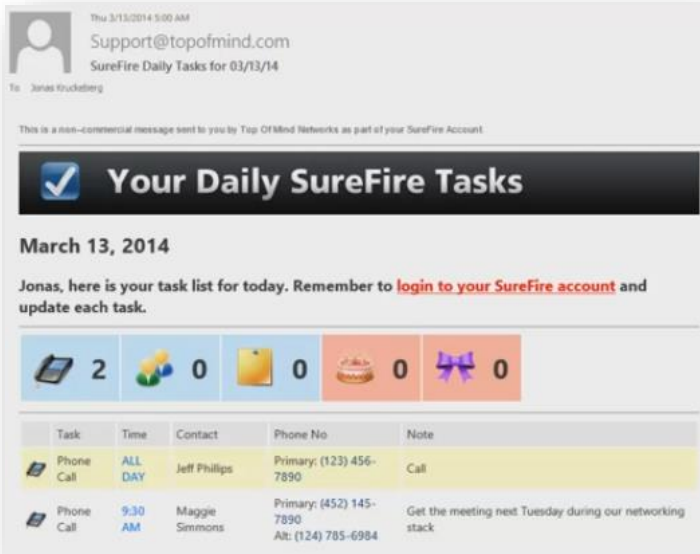 Thu 3/13/2014 5:00 AM
Support@topofmind.com
SureFire Daily Tasks for 03/13/14
To Jonas Kruckeberg
This is a non-commercial message sent to you by Top Of Mind Networks as part of your SureFire Account
Your Daily SureFire Tasks
March 13, 2014
Jonas, here is your task list for today. Remember to login to your SureFire account and
update each task.
2 0 0 0 0
Task Time Contact Phone No Note
Phone Call ALL DAY Jeff Phillips Primary: (123) 456-7890 Call
Phone Call 9:30 AM Maggie Simmons Primary: (452) 145-7890 Alt: (124) 785-6984 Get the meeting next Tuesday during our networking stack